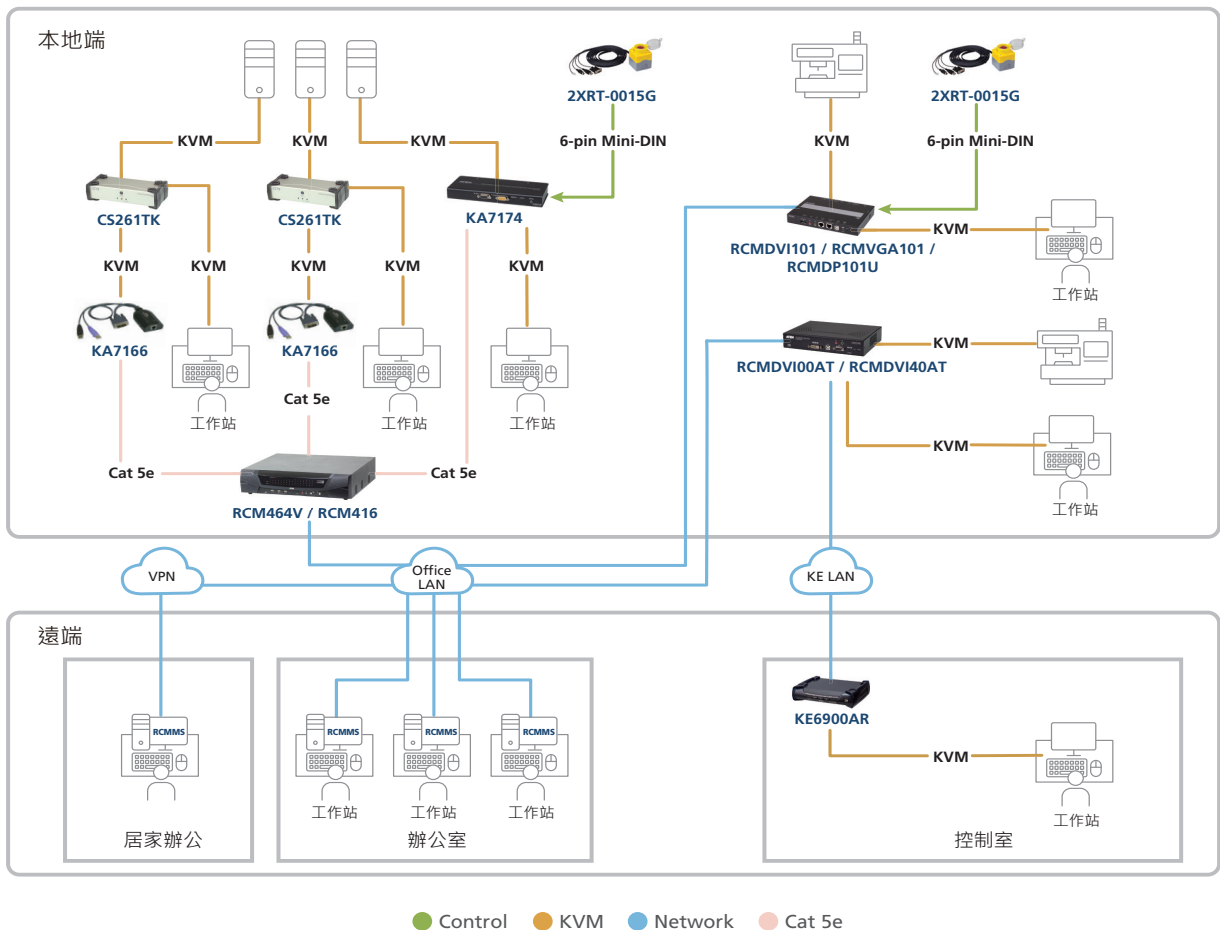 本地端
2XRT-0015G
2XRT-0015G
KVM
KVM
KVM
6-pin Mini-DIN
KVM
6-pin Mini-DIN
CS261TK
CS261TK
KA7174
KVM
RCMDVI101 / RCMVGA101 /
RCMDP101U
KVM
KVM
KVM
KVM
KVM
工作站
KA7166
KA7166
KVM
RCMDVI00AT / RCMDVI40AT
Cat 5e
工作站
工作站
工作站
KVM
Cat 5e
Cat 5e
工作站
RCM464V / RCM416
VPN
Office
LAN
KE LAN
遠端
KE6900AR
RCMMS
RCMMS
RCMMS
RCMMS
KVM
工作站
工作站
工作站
工作站
居家辦公
辦公室
控制室
Control
KVM
Network
Cat 5e